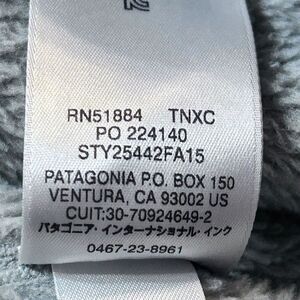 RN51884 TNXC
PO 224140
STY25442FA15
PATAGONIA P.O. BOX 150
VENTURA, CA 93002 US
CUIT:30-70924649-2
パタゴニア・インターナショナル・インク
0467-23-8961